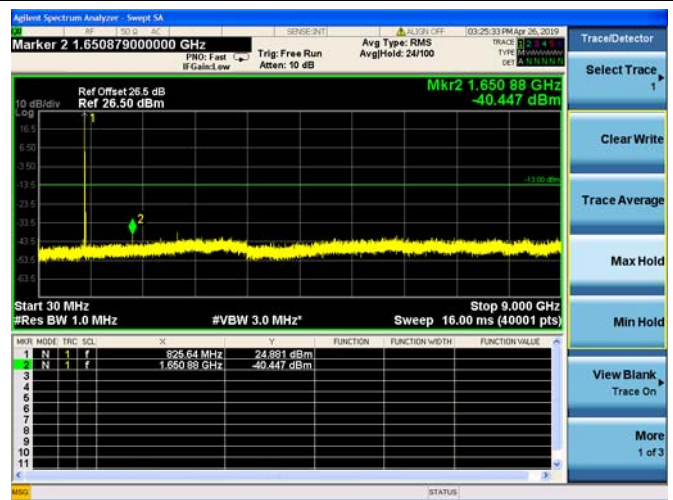 Agilent Spectrum Analyzer - Swept SA
RF 50 Ω AC SENSE:INT ALIGN OFF 03:25:33 PM Apr 26, 2019
Marker 2 1.650879000000 GHz
PNO: Fast
IFGain:Low
Trig: Free Run
Atten: 10 dB
Avg Type: RMS
Avg|Hold: 24/100
TRACE 1 2 3 4 5 6
TYPE M
DET A N N N N N
Mkr2 1.650 88 GHz
-40.447 dBm
Ref Offset 26.5 dB
10 dB/div Ref 26.50 dBm
Log
16.5
6.50
-3.50
-13.5
-23.5
-33.5
-43.5
-53.5
-63.5
1
2
-13.00 dBm
Start 30 MHz Stop 9.000 GHz
#Res BW 1.0 MHz #VBW 3.0 MHz* Sweep 16.00 ms (40001 pts)
MKR MODE TRC SCL X Y FUNCTION FUNCTION WIDTH FUNCTION VALUE
1 N 1 f 825.64 MHz 24.881 dBm
2 N 1 f 1.650 88 GHz -40.447 dBm
3
4
5
6
7
8
9
10
11
MSG STATUS
Trace/Detector
Select Trace
1
Clear Write
Trace Average
Max Hold
Min Hold
View Blank
Trace On
More
1 of 3